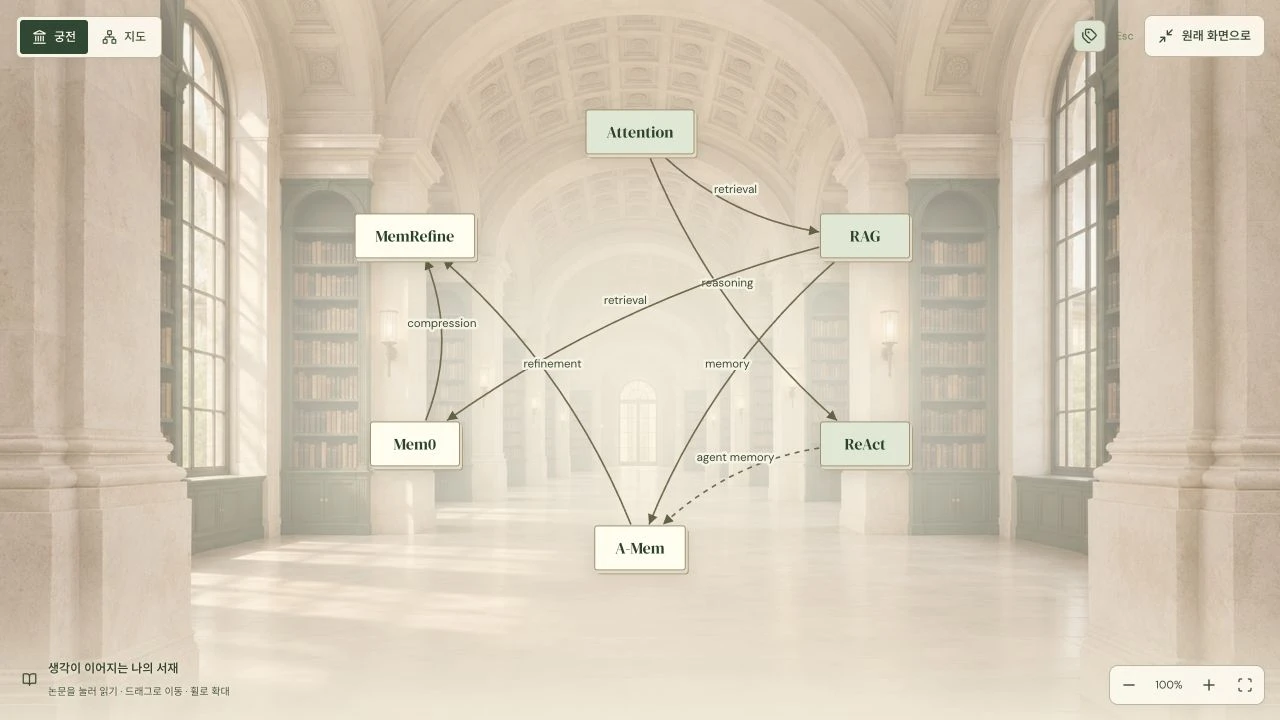 궁전
지도
Esc
원래 화면으로
Attention
retrieval
MemRefine
RAG
reasoning
retrieval
compression
refinement
memory
Mem0
ReAct
agent memory
A-Mem
생각이 이어지는 나의 서재
논문을 눌러 읽기 · 드래그로 이동 · 휠로 확대
100%